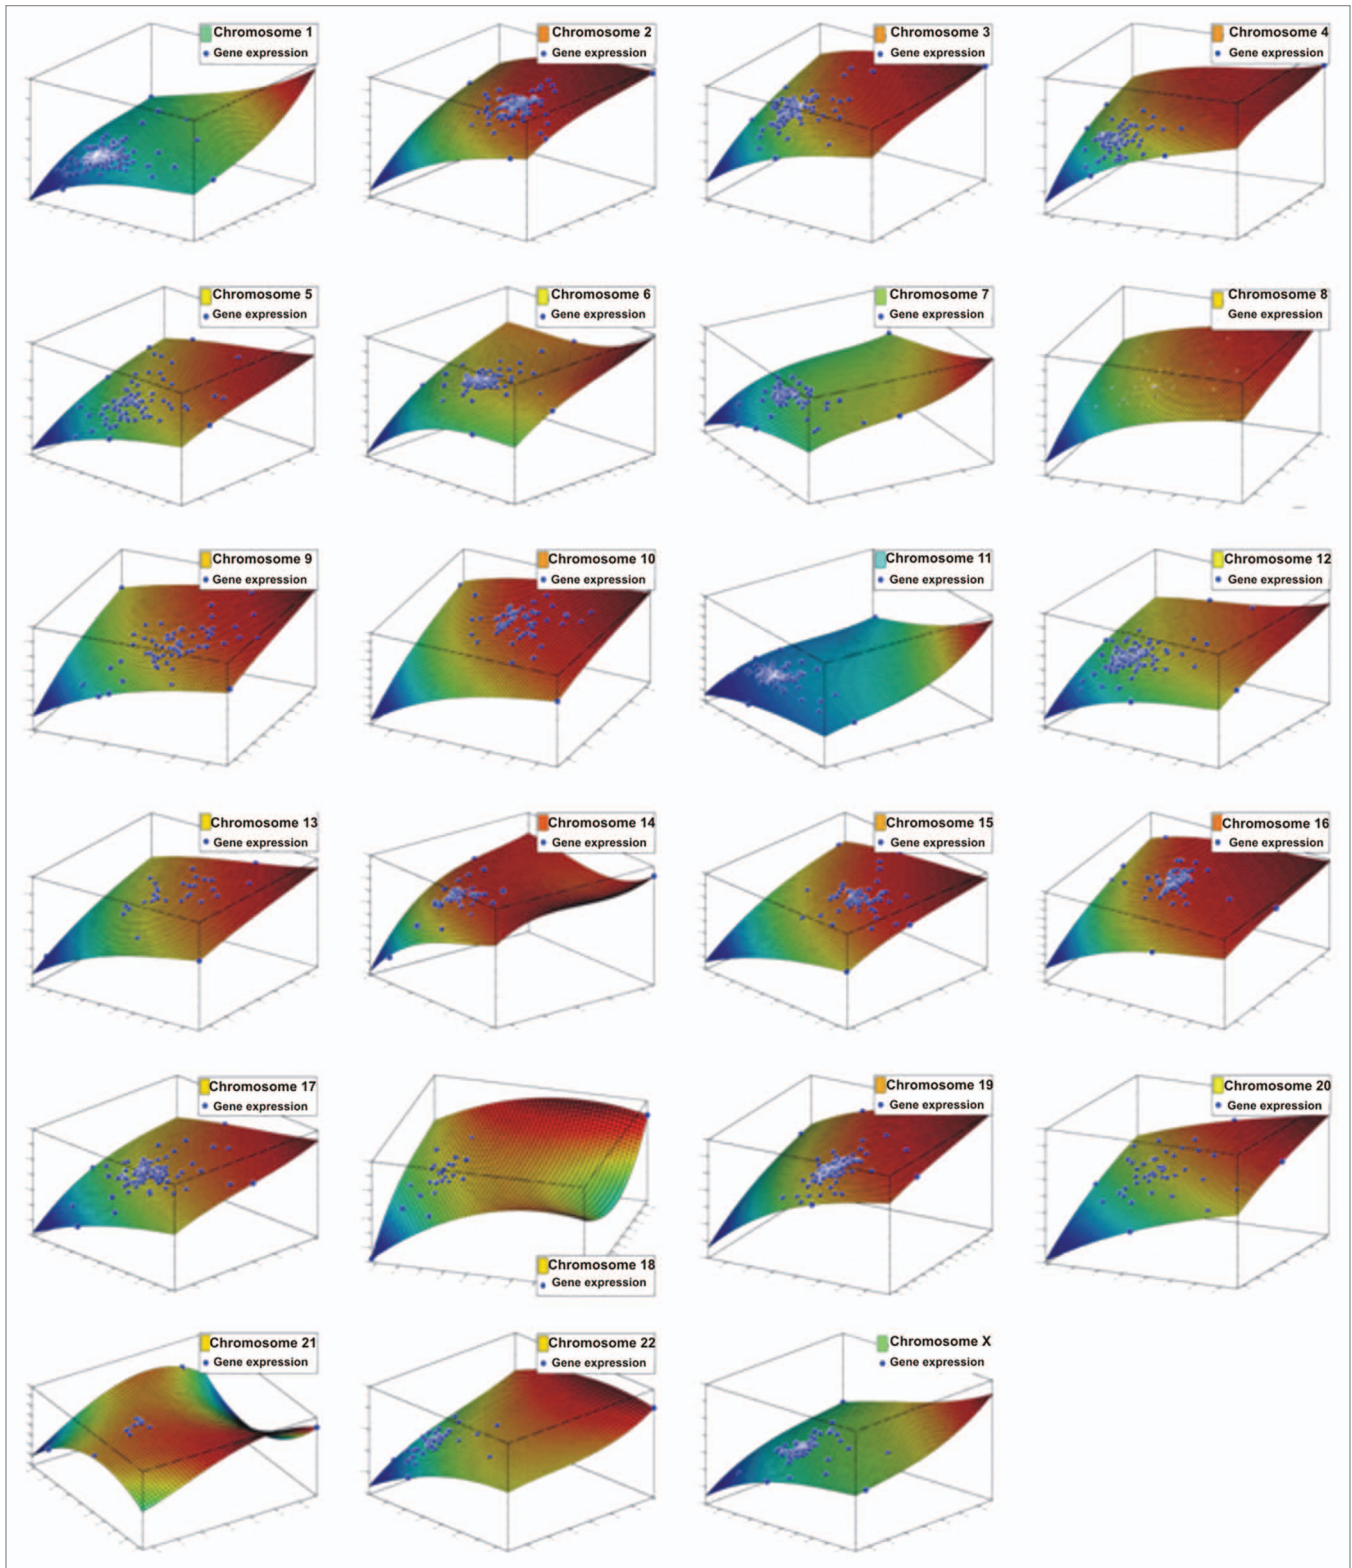 Chromosome 1
Gene expression
Chromosome 2
Gene expression
Chromosome 3
Gene expression
Chromosome 4
Gene expression
Chromosome 5
Gene expression
Chromosome 6
Gene expression
Chromosome 7
Gene expression
Chromosome 8
Gene expression
Chromosome 9
Gene expression
Chromosome 10
Gene expression
Chromosome 11
Gene expression
Chromosome 12
Gene expression
Chromosome 13
Gene expression
Chromosome 14
Gene expression
Chromosome 15
Gene expression
Chromosome 16
Gene expression
Chromosome 17
Gene expression
Chromosome 18
Gene expression
Chromosome 19
Gene expression
Chromosome 20
Gene expression
Chromosome 21
Gene expression
Chromosome 22
Gene expression
Chromosome X
Gene expression